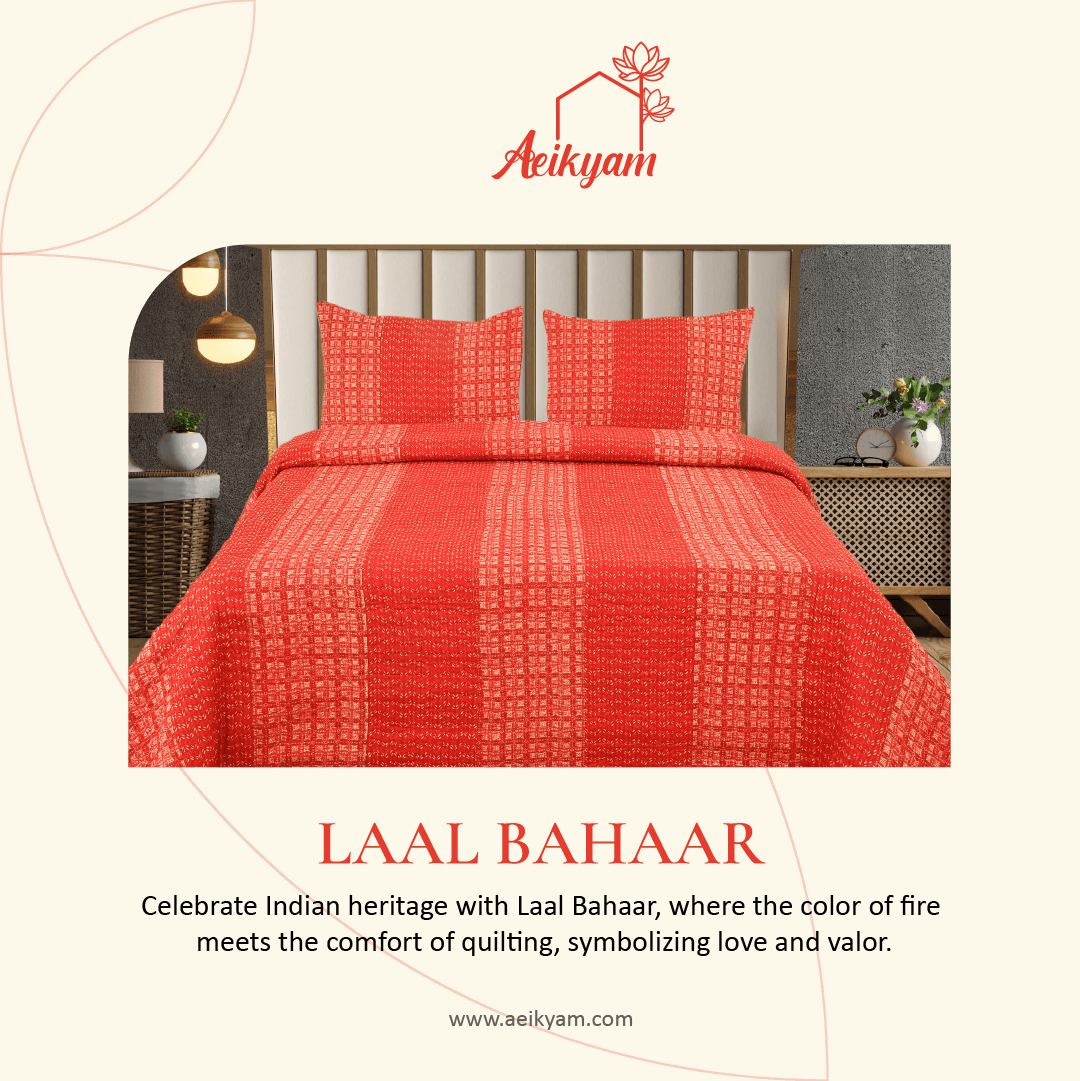 Aeikyam
LAAL BAHAAR
Celebrate Indian heritage with Laal Bahaar, where the color of fire
meets the comfort of quilting, symbolizing love and valor.
www.aeikyam.com